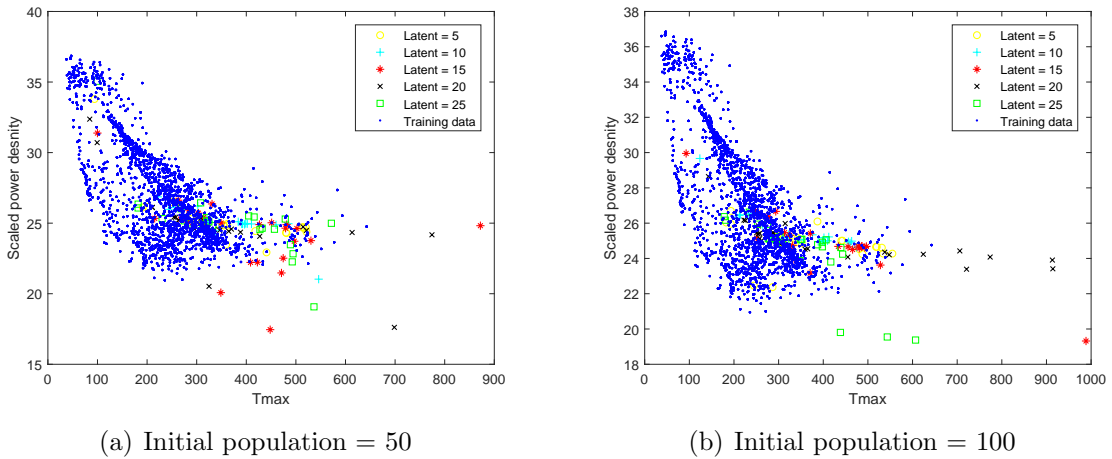 40
35
30
25
20
15
Scaled power desnity
0 100 200 300 400 500 600 700 800 900
Tmax
Latent = 5
Latent = 10
Latent = 15
Latent = 20
Latent = 25
Training data
(a) Initial population = 50
38
36
34
32
30
28
26
24
22
20
18
Scaled power desnity
0 100 200 300 400 500 600 700 800 900 1000
Tmax
Latent = 5
Latent = 10
Latent = 15
Latent = 20
Latent = 25
Training data
(b) Initial population = 100